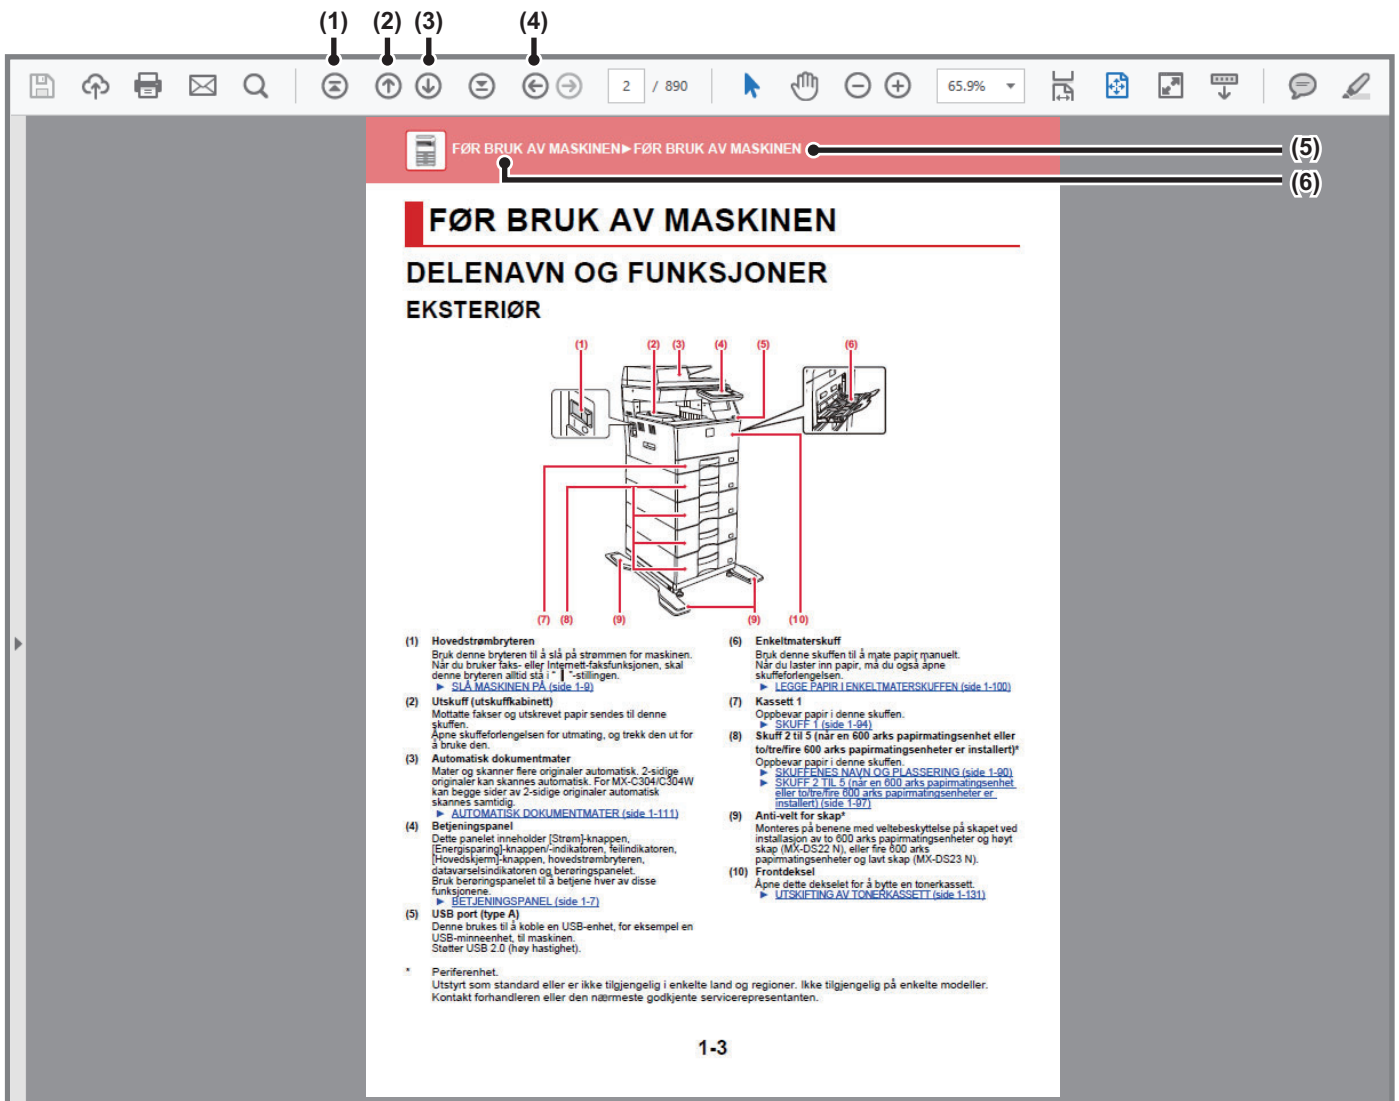 (1) (2) (3) (4)
2 / 890 65.9%
FØR BRUK AV MASKINEN►FØR BRUK AV MASKINEN
(5)
(6)
FØR BRUK AV MASKINEN
DELENAVN OG FUNKSJONER
EKSTERIØR
(1) (2) (3) (4) (5) (6)
(7) (8) (9) (9) (10)
(1) Hovedstrømbryteren
Bruk denne bryteren til å slå på strømmen for maskinen.
Når du bruker faks- eller Internett-faksfunksjonen, skal
denne bryteren alltid stå i " | "-stillingen.
► SLÅ MASKINEN PÅ (side 1-9)
(2) Utskuff (utskuffkabinett)
Mottatte fakser og utskrevet papir sendes til denne
skuffen.
Åpne skuffeforlengelsen for utmating, og trekk den ut for
å bruke den.
(3) Automatisk dokumentmater
Mater og skanner flere originaler automatisk. 2-sidige
originaler kan skannes automatisk. For MX-C304/C304W
kan begge sider av 2-sidige originaler automatisk
skannes samtidig.
► AUTOMATISK DOKUMENTMATER (side 1-111)
(4) Betjeningspanel
Dette panelet inneholder [Strøm]-knappen,
[Energisparing]-knappen/-indikatoren, feilindikatoren,
[Hovedskjerm]-knappen, hovedstrømbryteren,
datavarselsindikatoren og berøringspanelet.
Bruk berøringspanelet til å betjene hver av disse
funksjonene.
► BETJENINGSPANEL (side 1-7)
(5) USB port (type A)
Denne brukes til å koble en USB-enhet, for eksempel en
USB-minneenhet, til maskinen.
Støtter USB 2.0 (høy hastighet).
(6) Enkeltmaterskuff
Bruk denne skuffen til å mate papir manuelt.
Når du laster inn papir, må du også åpne
skuffeforlengelsen.
► LEGGE PAPIR I ENKELTMATERSKUFFEN (side 1-100)
(7) Kassett 1
Oppbevar papir i denne skuffen.
► SKUFF 1 (side 1-94)
(8) Skuff 2 til 5 (når en 600 arks papirmatingsenhet eller
to/tre/fire 600 arks papirmatingsenheter er installert)*
Oppbevar papir i denne skuffen.
► SKUFFENES NAVN OG PLASSERING (side 1-90)
► SKUFF 2 TIL 5 (når en 600 arks papirmatingsenhet
eller to/tre/fire 600 arks papirmatingsenheter er
installert) (side 1-97)
(9) Anti-velt for skap*
Monteres på benene med veltebeskyttelse på skapet ved
installasjon av to 600 arks papirmatingsenheter og høyt
skap (MX-DS22 N), eller fire 600 arks
papirmatingsenheter og lavt skap (MX-DS23 N).
(10) Frontdeksel
Åpne dette dekselet for å bytte en tonerkassett.
► UTSKIFTING AV TONERKASSETT (side 1-131)
* Periferenhet.
Utstyrt som standard eller er ikke tilgjengelig i enkelte land og regioner. Ikke tilgjengelig på enkelte modeller.
Kontakt forhandleren eller den nærmeste godkjente servicerepresentanten.
1-3